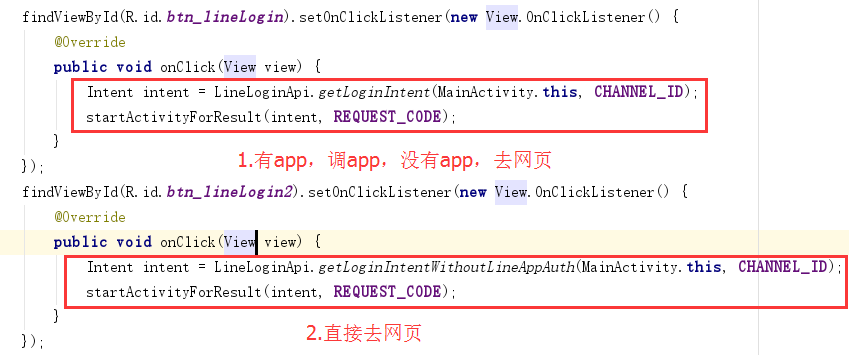 findViewById(R.id.btn_lineLogin).setOnClickListener(new View.OnClickListener() {
@Override
public void onClick(View view) {
Intent intent = LineLoginApi.getLoginIntent(MainActivity.this, CHANNEL_ID);
startActivityForResult(intent, REQUEST_CODE);
}
1.有app，调app，没有app，去网页
});
findViewById(R.id.btn_lineLogin2).setOnClickListener(new View.OnClickListener() {
@Override
public void onClick(View view) {
Intent intent = LineLoginApi.getLoginIntentWithoutLineAppAuth(MainActivity.this, CHANNEL_ID);
startActivityForResult(intent, REQUEST_CODE);
}
2.直接去网页
});